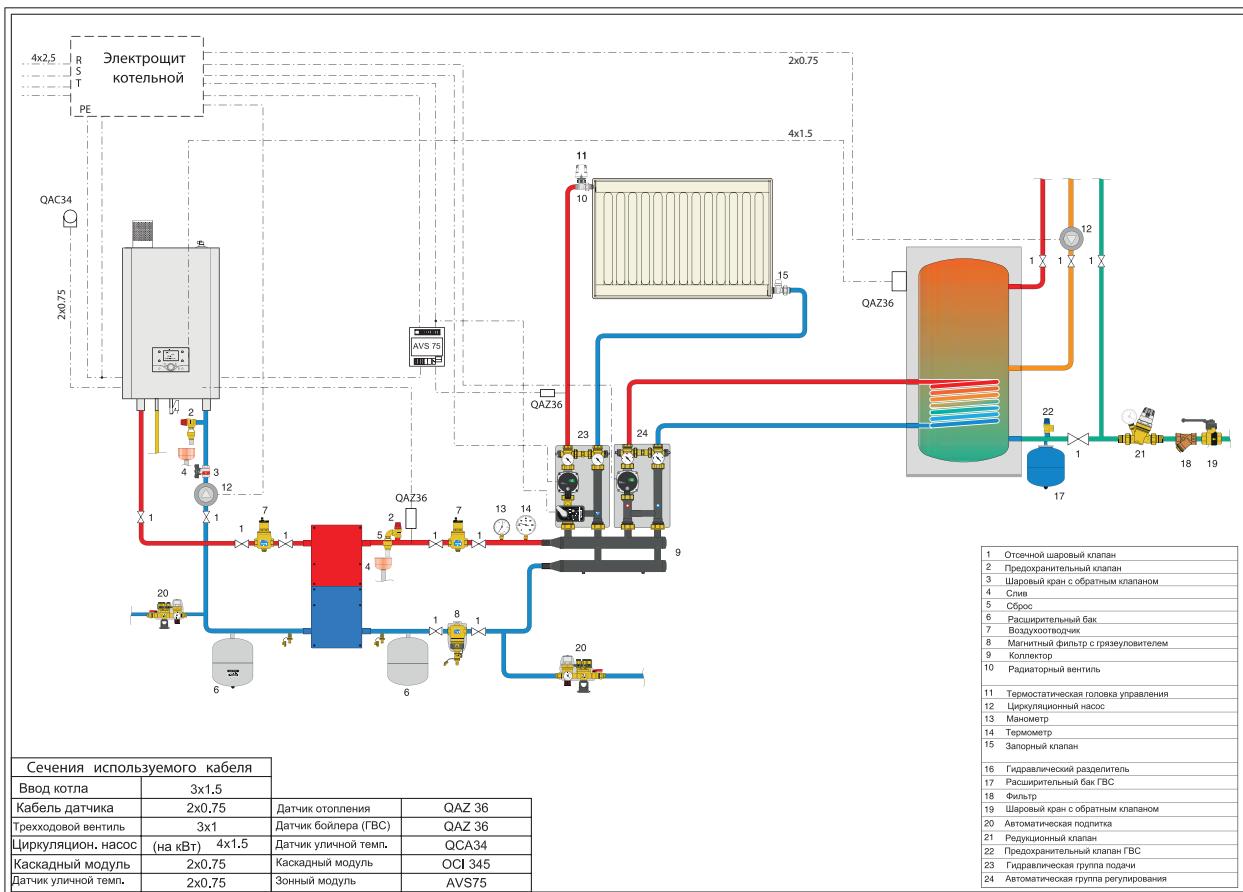 4x2,5
R
S
T
PE
Электрощит
котельной
2x0.75
4x1.5
QAC34
2x0.75
11
10
15
12
1
1
1
QAZ36
AVS 75
QAZ36
23
24
22
1
21
18
19
17
2
4
3
12
1
1
7
1
1
QAZ36
2
5
4
7
1
1
13
14
9
20
6
6
1
8
1
20
1 Отсечной шаровый клапан
2 Предохранительный клапан
3 Шаровый кран с обратным клапаном
4 Слив
5 Сброс
6 Расширительный бак
7 Воздухоотводчик
8 Магнитный фильтр с грязеуловителем
9 Коллектор
10 Радиаторный вентиль
11 Термостатическая головка управления
12 Циркуляционный насос
13 Манометр
14 Термометр
15 Запорный клапан
16 Гидравлический разделитель
17 Расширительный бак ГВС
18 Фильтр
19 Шаровый кран с обратным клапаном
20 Автоматическая подпитка
21 Редукционный клапан
22 Предохранительный клапан ГВС
23 Гидравлическая группа подачи
24 Автоматическая группа регулирования
Сечения используемого кабеля
Ввод котла 3x1.5
Кабель датчика 2x0.75 Датчик отопления QAZ 36
Трехходовой вентиль 3x1 Датчик бойлера (ГВС) QAZ 36
Циркуляцион. насос (на кВт) 4x1.5 Датчик уличной темп. QCA34
Каскадный модуль 2x0.75 Каскадный модуль OCI 345
Датчик уличной темп. 2x0.75 Зонный модуль AVS75